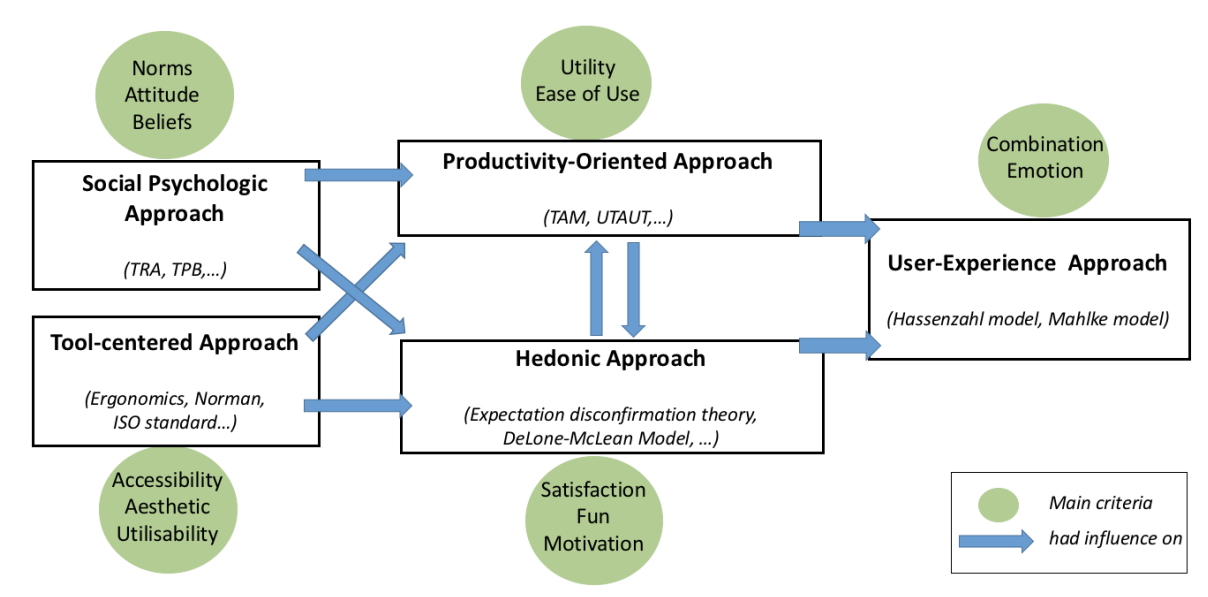 Norms
Attitude
Beliefs
Social Psychologic
Approach
(TRA, TPB,...)
Tool-centered Approach
(Ergonomics, Norman,
ISO standard...)
Accessibility
Aesthetic
Utilisability
Utility
Ease of Use
Productivity-Oriented Approach
(TAM, UTAUT,...)
Hedonic Approach
(Expectation disconfirmation theory,
DeLone-McLean Model, ...)
Satisfaction
Fun
Motivation
Combination
Emotion
User-Experience Approach
(Hassenzahl model, Mahlke model)
Main criteria
had influence on